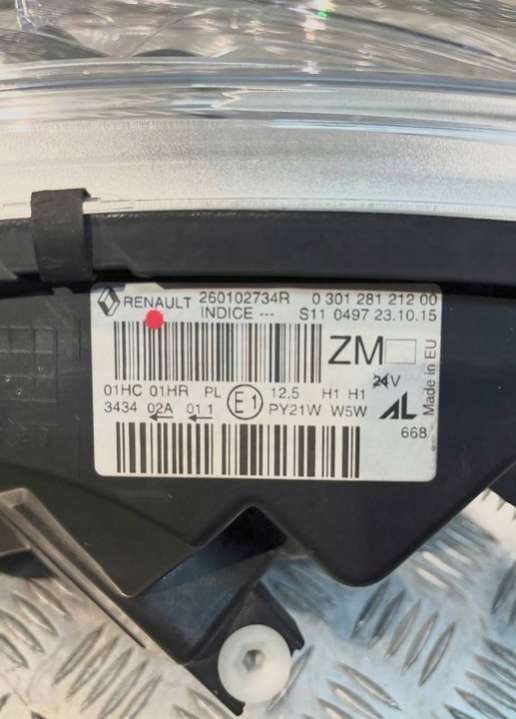 RENAULT 260102734R 0 301 281 212 00
INDICE --- S11 0497 23.10.15
ZM
01HC 01HR PL E1 12,5 H1 H1
24V
3434 02A 01 1 PY21W W5W AL
668
Made in EU